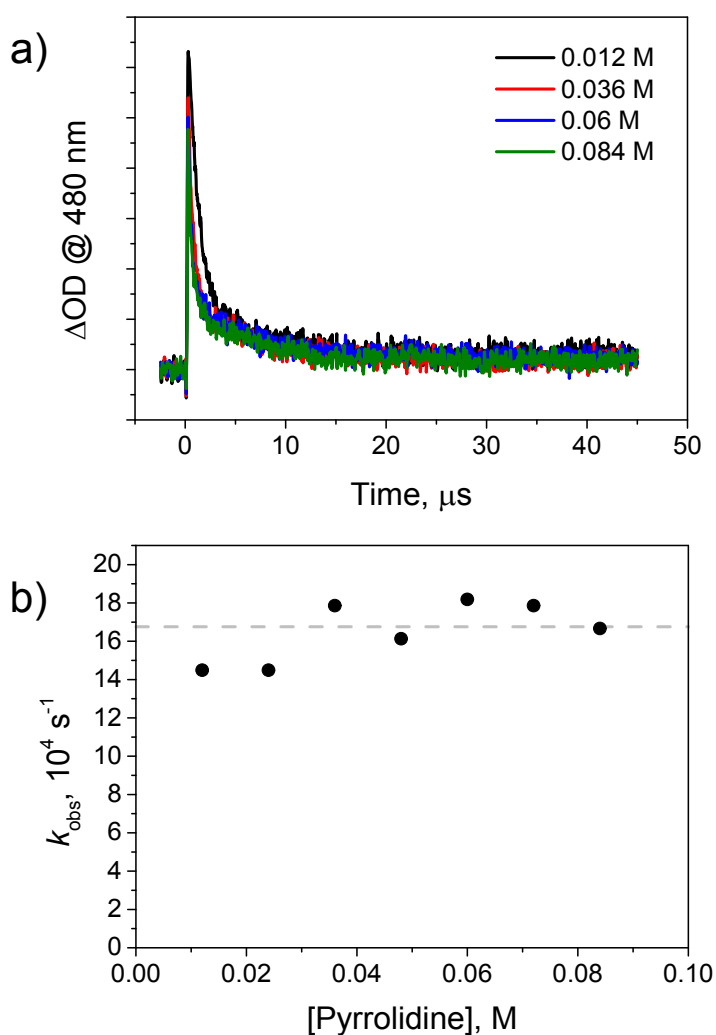 a)
ΔOD @ 480 nm
0.012 M
0.036 M
0.06 M
0.084 M
0 10 20 30 40 50
Time, μs
b)
k_obs, 10⁴ s⁻¹
20
18
16
14
12
10
8
6
4
2
0
0.00 0.02 0.04 0.06 0.08 0.10
[Pyrrolidine], M